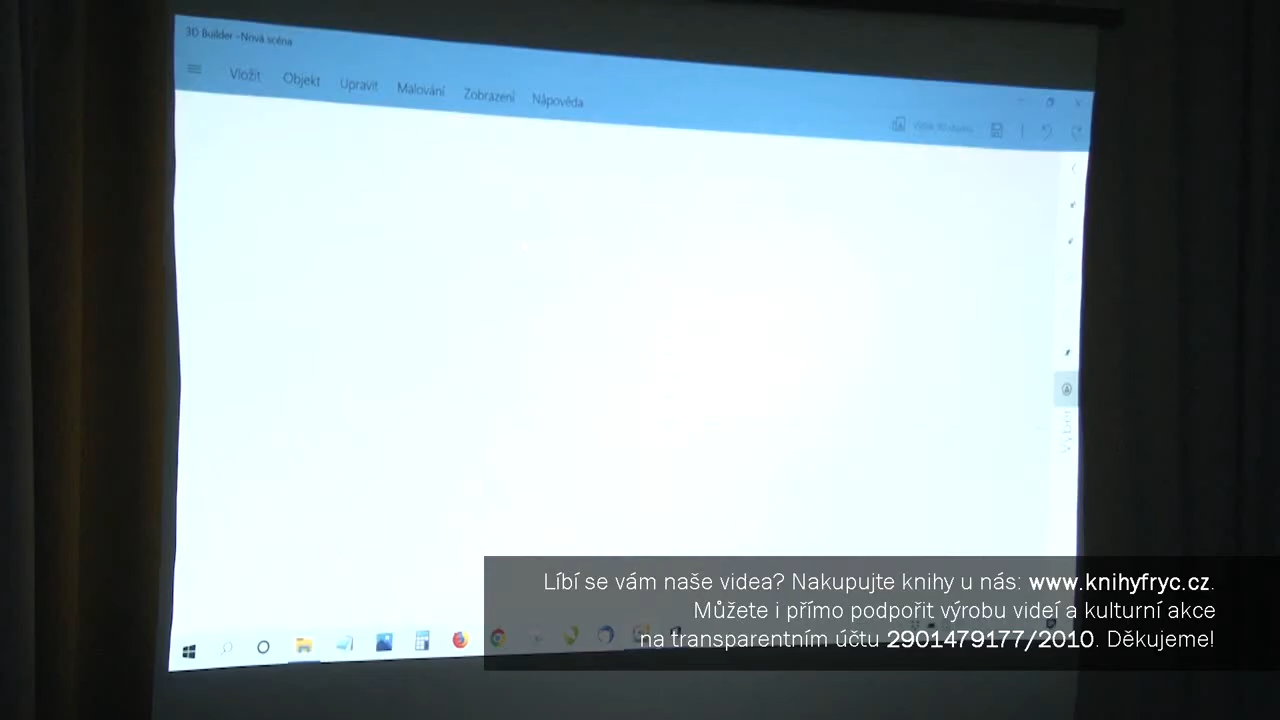 3D Builder -Nová scéna
Vložit Objekt Upravit Malování Zobrazení Nápověda
Výběr
Líbí se vám naše videa? Nakupujte knihy u nás: www.knihyfryc.cz.
Můžete i přímo podpořit výrobu videí a kulturní akce
na transparentním účtu 2901479177/2010. Děkujeme!